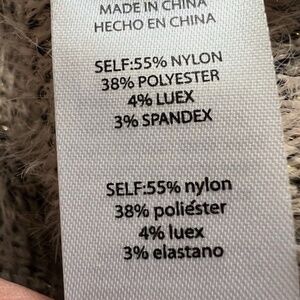 MADE IN CHINA
HECHO EN CHINA
SELF:55% NYLON
38% POLYESTER
4% LUEX
3% SPANDEX
SELF:55% nylon
38% poliéster
4% luex
3% elastano